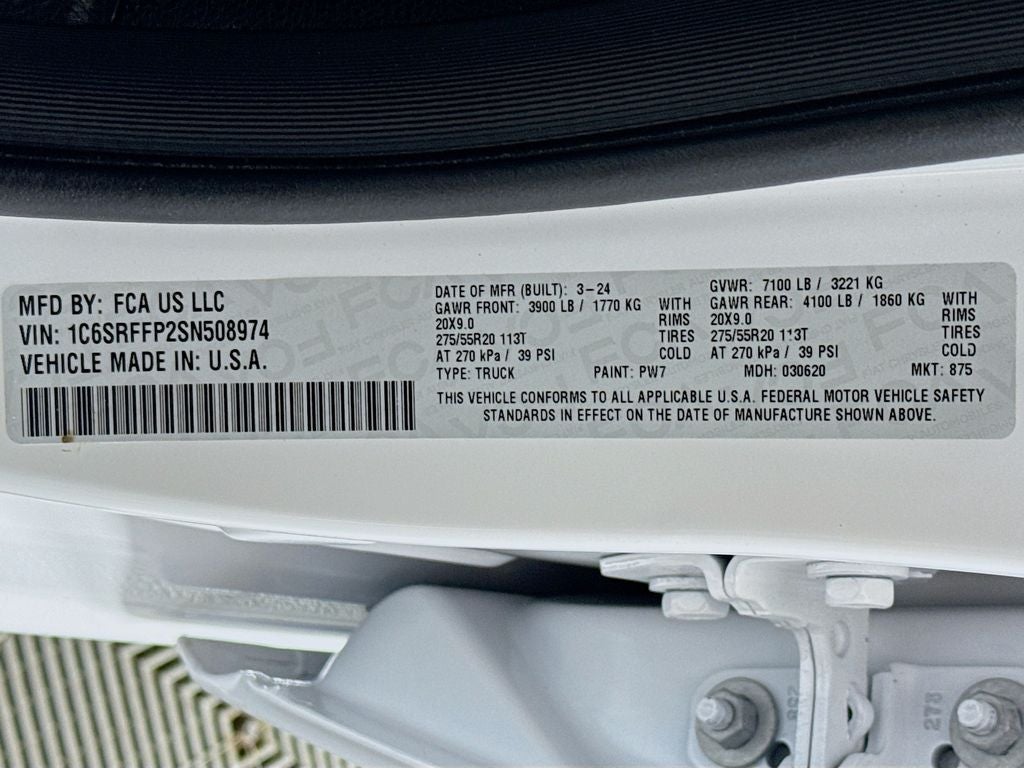 MFD BY: FCA US LLC
VIN: 1C6SRFFP2SN508974
VEHICLE MADE IN: U.S.A.
DATE OF MFR (BUILT): 3-24 GVWR: 7100 LB / 3221 KG
GAWR FRONT: 3900 LB / 1770 KG WITH GAWR REAR: 4100 LB / 1860 KG WITH
20X9.0 RIMS 20X9.0 RIMS
275/55R20 113T TIRES 275/55R20 113T TIRES
AT 270 kPa / 39 PSI COLD AT 270 kPa / 39 PSI COLD
TYPE: TRUCK PAINT: PW7 MDH: 030620 MKT: 875
THIS VEHICLE CONFORMS TO ALL APPLICABLE U.S.A. FEDERAL MOTOR VEHICLE SAFETY
STANDARDS IN EFFECT ON THE DATE OF MANUFACTURE SHOWN ABOVE.